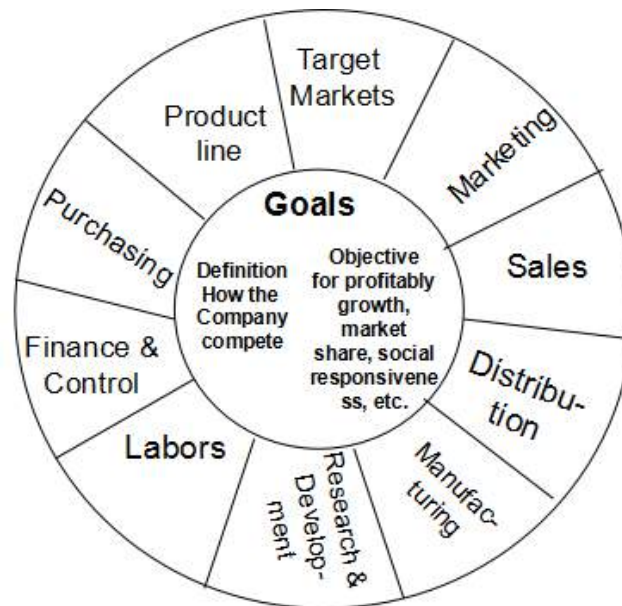 Target
Markets
Marketing
Sales
Distribu-
tion
Manufac-
turing
Research &
Develop-
ment
Labors
Finance &
Control
Purchasing
Product
line
Goals
Definition
How the
Company
compete
Objective
for profitably
growth,
market
share, social
responsivene
ss, etc.